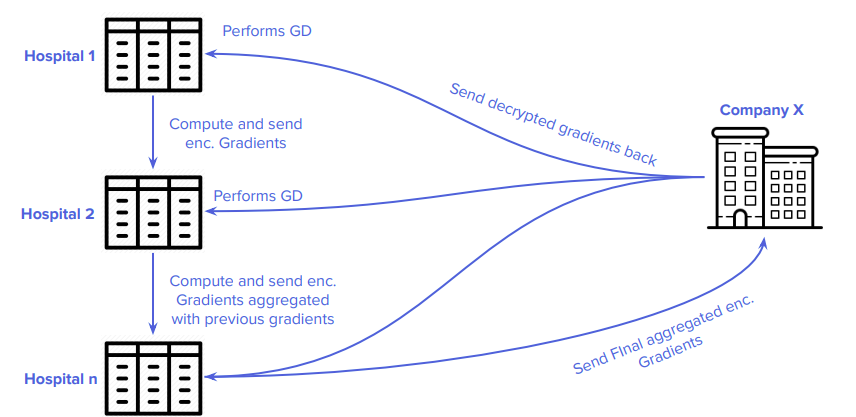 Performs GD
Hospital 1
Send decrypted gradients back
Company X
Compute and send
enc. Gradients
Performs GD
Hospital 2
Compute and send enc.
Gradients aggregated
with previous gradients
Send FInal aggregated enc.
Gradients
Hospital n